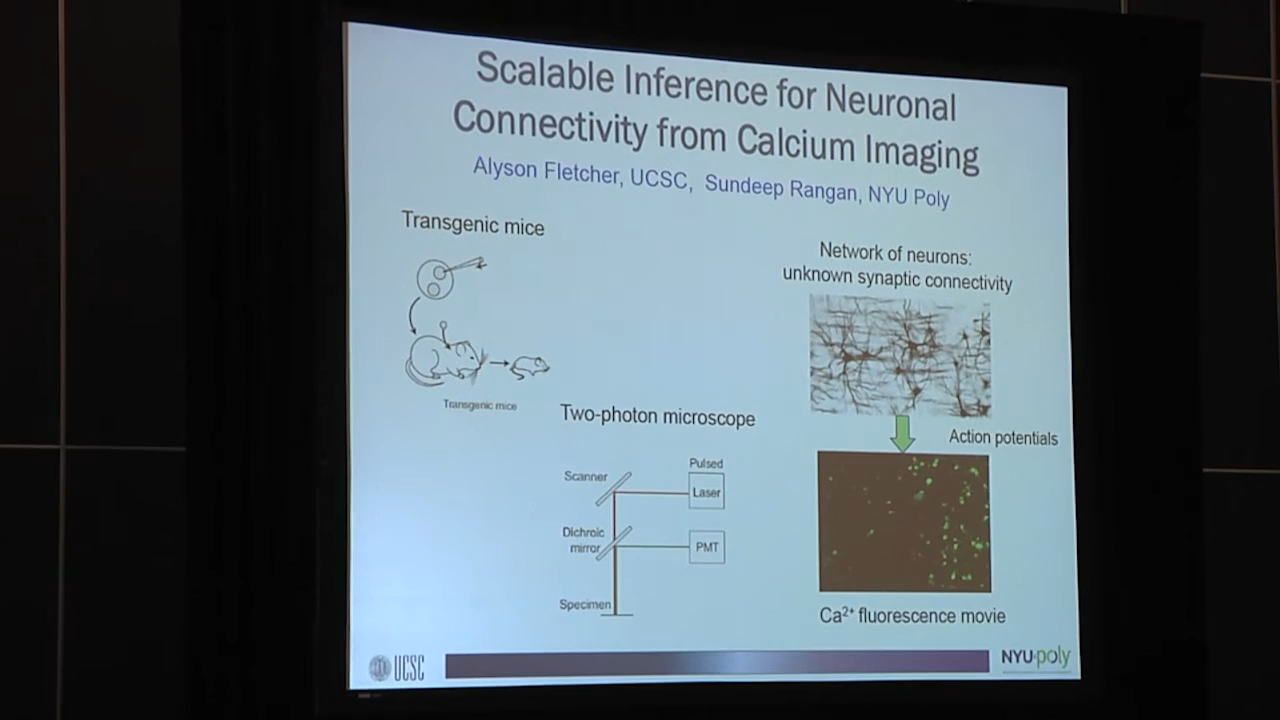 Scalable Inference for Neuronal
Connectivity from Calcium Imaging
Alyson Fletcher, UCSC, Sundeep Rangan, NYU Poly
Transgenic mice
Transgenic mice
Two-photon microscope
Scanner
Pulsed
Laser
Dichroic
mirror
PMT
Specimen
Network of neurons:
unknown synaptic connectivity
Action potentials
Ca²⁺ fluorescence movie
UCSC
NYU·poly